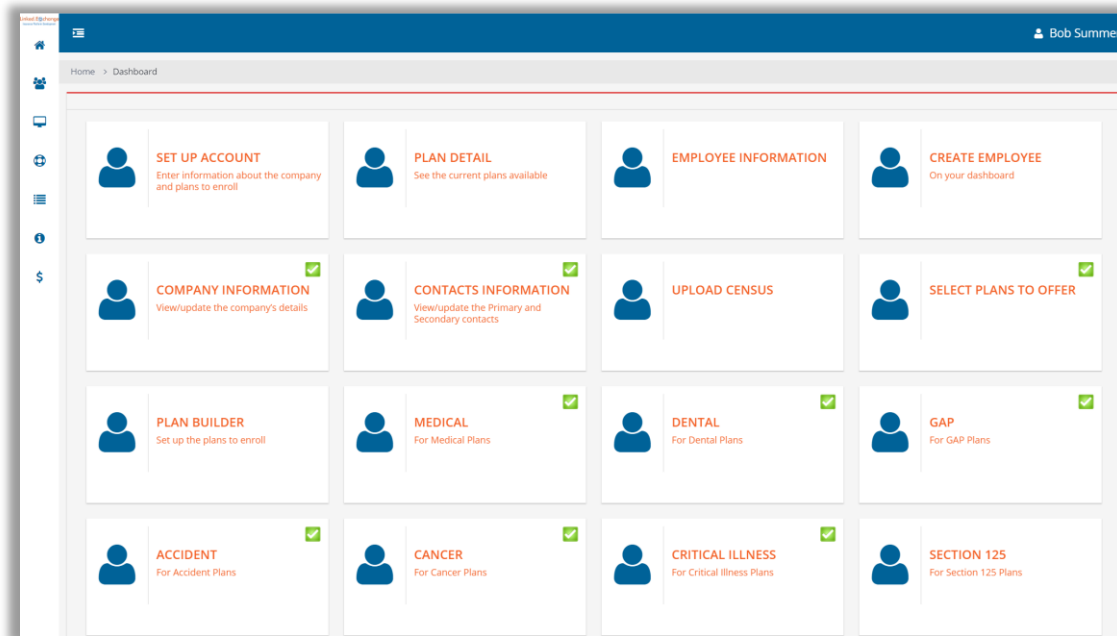 Bob Summer
Home > Dashboard
SET UP ACCOUNT
Enter information about the company
and plans to enroll
PLAN DETAIL
See the current plans available
EMPLOYEE INFORMATION
CREATE EMPLOYEE
On your dashboard
COMPANY INFORMATION
View/update the company's details
CONTACTS INFORMATION
View/update the Primary and
Secondary contacts
UPLOAD CENSUS
SELECT PLANS TO OFFER
PLAN BUILDER
Set up the plans to enroll
MEDICAL
For Medical Plans
DENTAL
For Dental Plans
GAP
For GAP Plans
ACCIDENT
For Accident Plans
CANCER
For Cancer Plans
CRITICAL ILLNESS
For Critical Illness Plans
SECTION 125
For Section 125 Plans